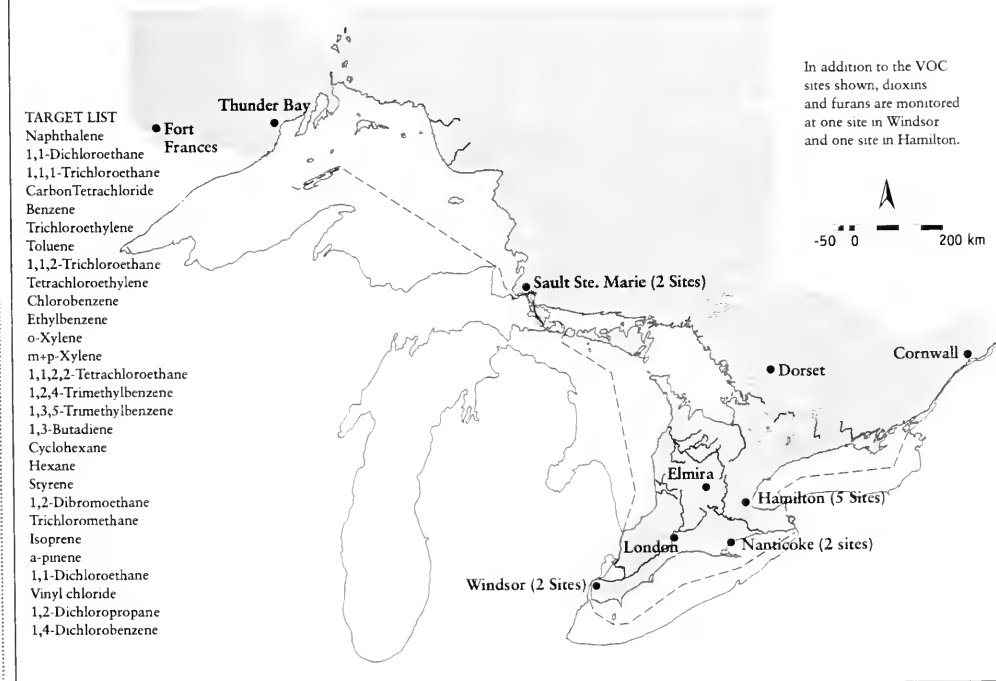 In addition to the VOC
sites shown, dioxins
and furans are monitored
at one site in Windsor
and one site in Hamilton.
-50 0 200 km
TARGET LIST
Naphthalene
1,1-Dichloroethane
1,1,1-Trichloroethane
CarbonTetrachloride
Benzene
Trichloroethylene
Toluene
1,1,2-Trichloroethane
Tetrachloroethylene
Chlorobenzene
Ethylbenzene
o-Xylene
m+p-Xylene
1,1,2,2-Tetrachloroethane
1,2,4-Trimethylbenzene
1,3,5-Trimethylbenzene
1,3-Butadiene
Cyclohexane
Hexane
Styrene
1,2-Dibromoethane
Trichloromethane
Isoprene
a-pinene
1,1-Dichloroethane
Vinyl chloride
1,2-Dichloropropane
1,4-Dichlorobenzene
Thunder Bay
Fort
Frances
Sault Ste. Marie (2 Sites)
Cornwall
Dorset
Elmira
Hamilton (5 Sites)
London
Nanticoke (2 sites)
Windsor (2 Sites)